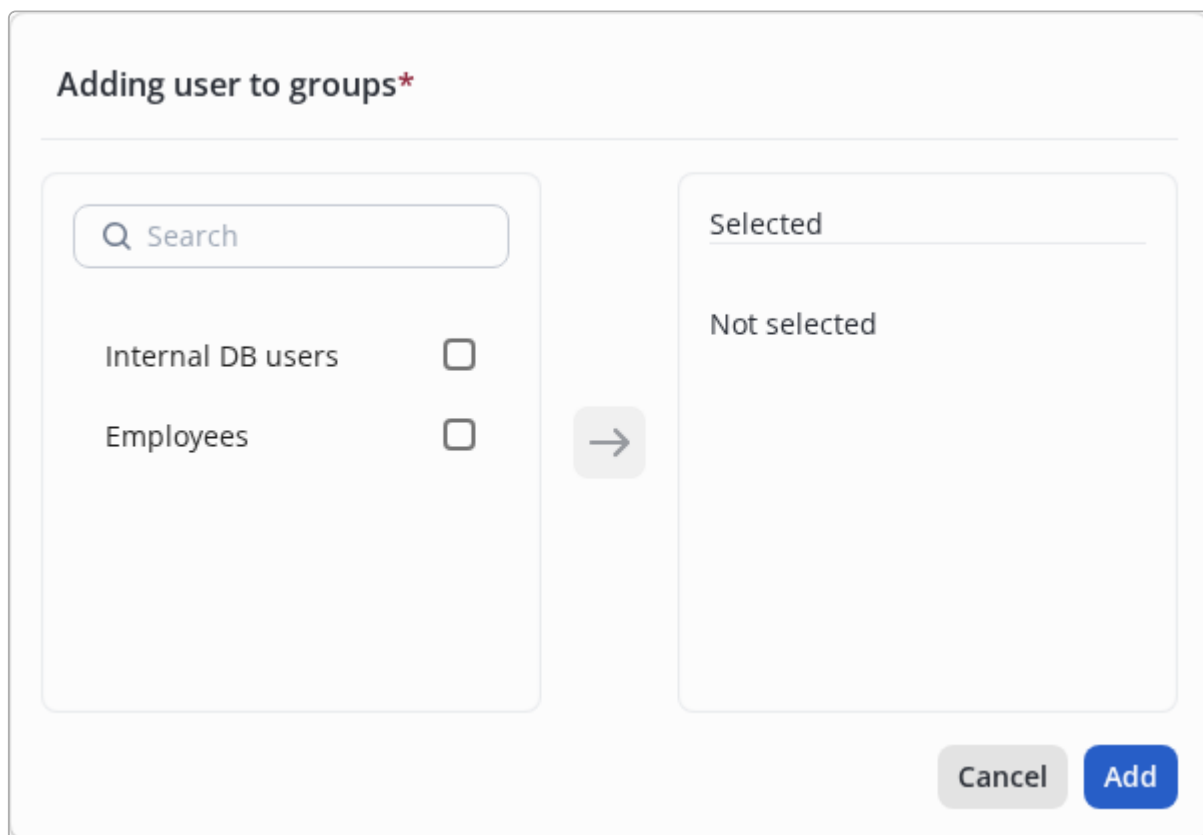 Adding user to groups*
Search
Internal DB users
Employees
Selected
Not selected
Cancel
Add